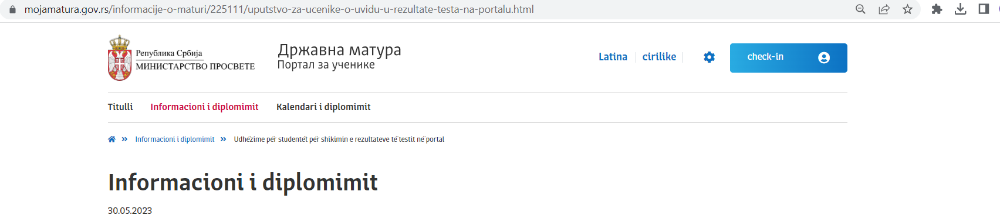 mojamatura.gov.rs/informacije-o-maturi/225111/uputstvo-za-ucenike-o-uvidu-u-rezultate-testa-na-portalu.html
Република Србија
МИНИСТАРСТВО ПРОСВЕТЕ
Државна матура
Портал за ученике
Latina cirilike check-in
Titulli Informacioni i diplomimit Kalendari i diplomimit
Informacioni i diplomimit Udhëzime për studentët për shikimin e rezultateve të testit në portal
Informacioni i diplomimit
30.05.2023